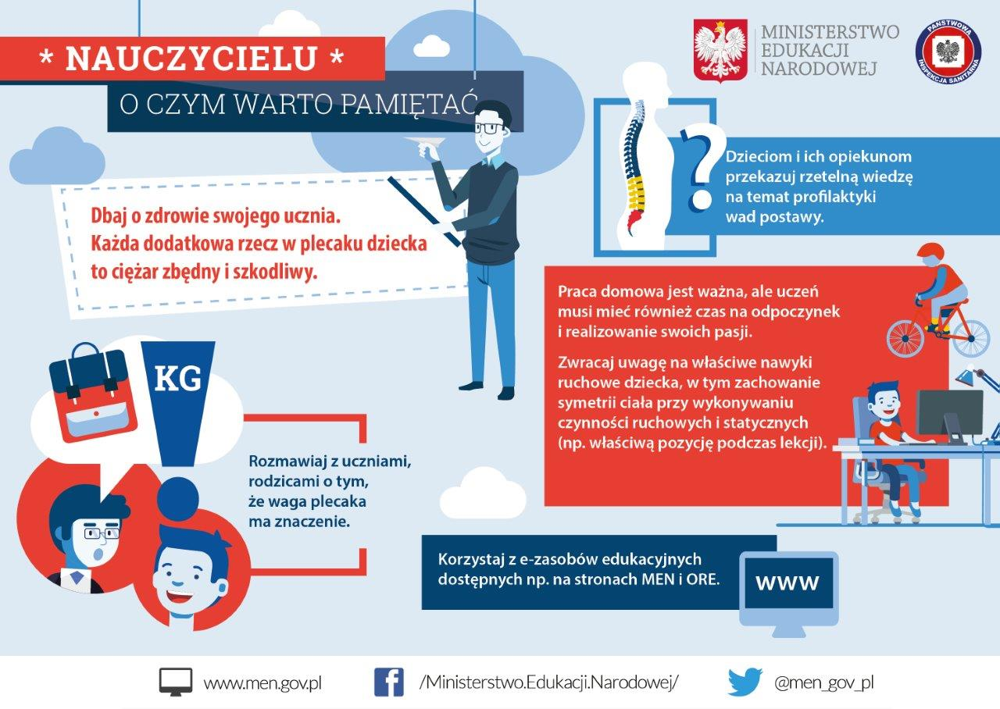 * NAUCZYCIELU *
O CZYM WARTO PAMIĘTAĆ
MINISTERSTWO
EDUKACJI
NARODOWEJ
PAŃSTWOWA
INSPEKCJA SANITARNA
Dbaj o zdrowie swojego ucznia.
Każda dodatkowa rzecz w plecaku dziecka
to ciężar zbędny i szkodliwy.
?
Dzieciom i ich opiekunom
przekazuj rzetelną wiedzę
na temat profilaktyki
wad postawy.
Praca domowa jest ważna, ale uczeń
musi mieć również czas na odpoczynek
i realizowanie swoich pasji.
Zwracaj uwagę na właściwe nawyki
ruchowe dziecka, w tym zachowanie
symetrii ciała przy wykonywaniu
czynności ruchowych i statycznych
(np. właściwą pozycję podczas lekcji).
KG
Rozmawiaj z uczniami,
rodzicami o tym,
że waga plecaka
ma znaczenie.
Korzystaj z e-zasobów edukacyjnych
dostępnych np. na stronach MEN i ORE.
www
www.men.gov.pl
/Ministerstwo.Edukacji.Narodowej/
@men_gov_pl